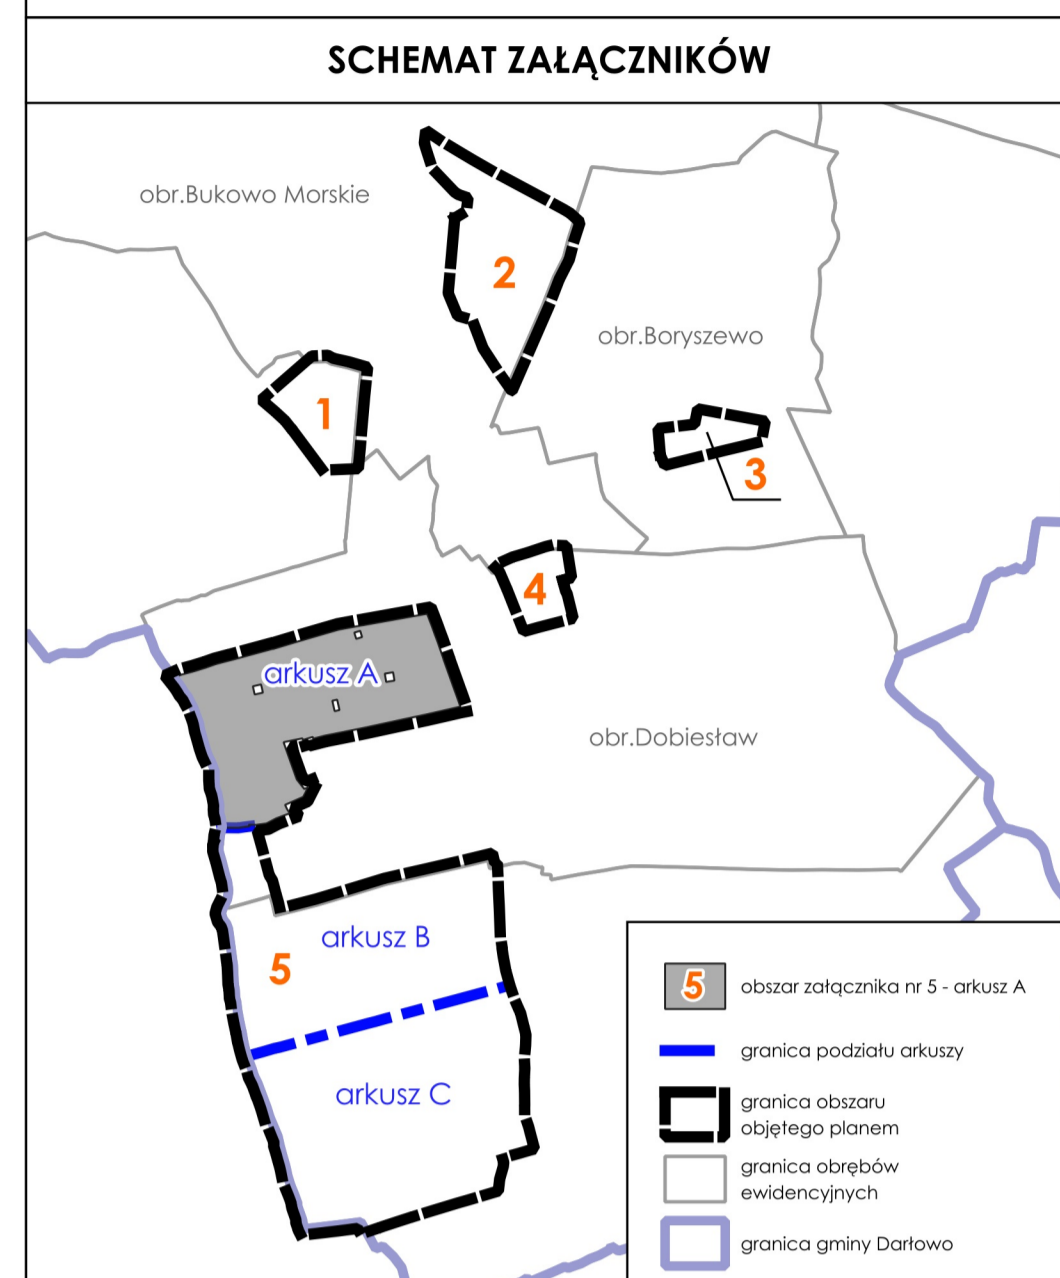 SCHEMAT ZAŁĄCZNIKÓW
obr.Bukowo Morskie
2
obr.Boryszewo
1
3
4
arkusz A
obr.Dobiesław
arkusz B
5
arkusz C
5 obszar załącznika nr 5 - arkusz A
granica podziału arkuszy
granica obszaru
objętego planem
granica obrębów
ewidencyjnych
granica gminy Darłowo